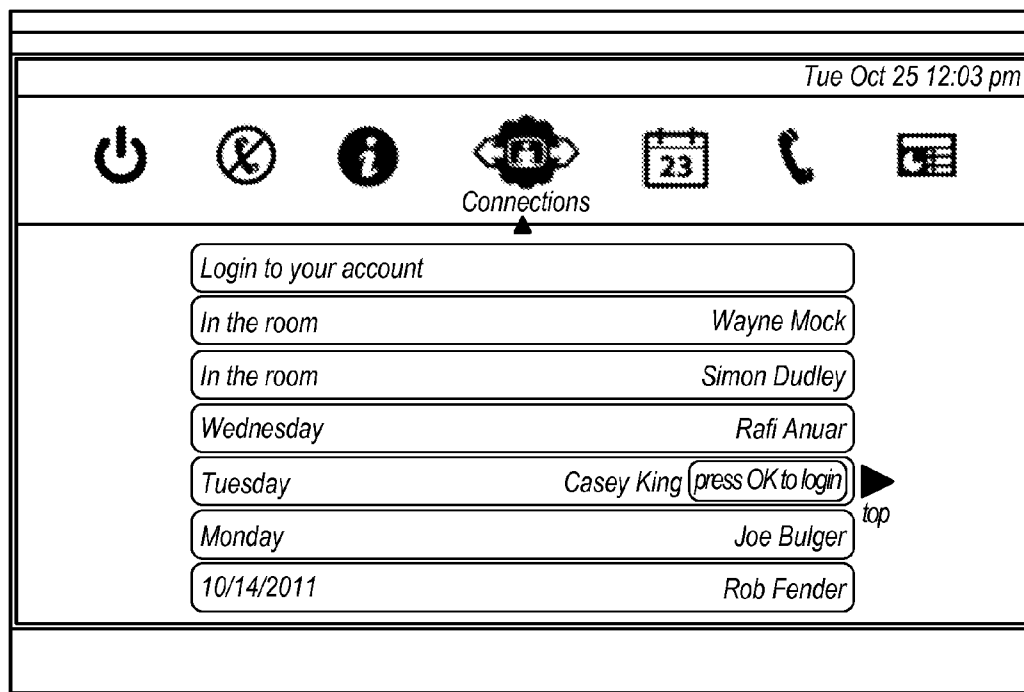 Tue Oct 25 12:03 pm
23
Connections
Login to your account
In the room Wayne Mock
In the room Simon Dudley
Wednesday Rafi Anuar
Tuesday Casey King press OK to login
top
Monday Joe Bulger
10/14/2011 Rob Fender